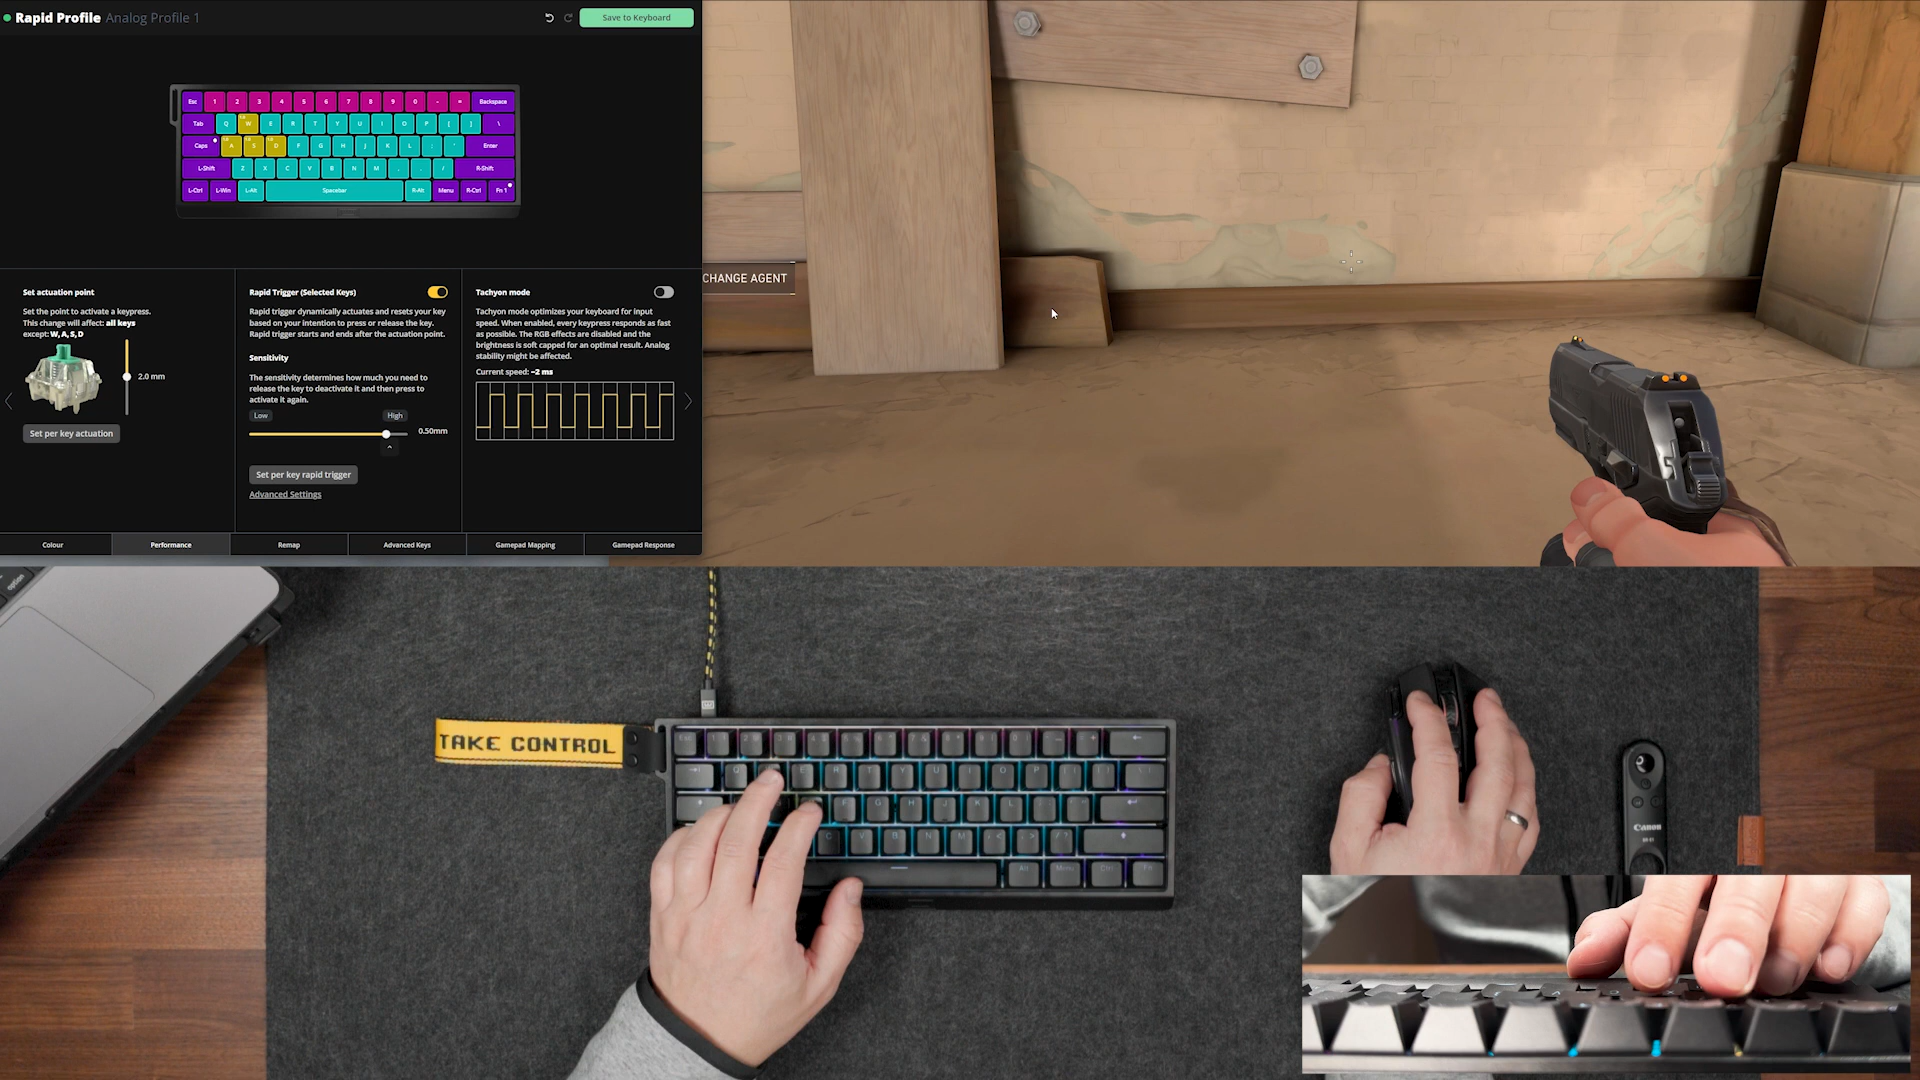 Rapid Profile Analog Profile 1
Save to Keyboard
Esc 1 2 3 4 5 6 7 8 9 0 - = Backspace
Tab Q W E R T Y U I O P [ ] \
Caps A S D F G H J K L ; ' Enter
L-Shift Z X C V B N M , . / R-Shift
L-Ctrl L-Win L-Alt Spacebar R-Alt Menu R-Ctrl Fn 1
Set actuation point
Set the point to activate a keypress.
This change will affect: all keys
except: W, A, S, D
2.0 mm
Set per key actuation
Rapid Trigger (Selected Keys)
Rapid trigger dynamically actuates and resets your key
based on your intention to press or release the key.
Rapid trigger starts and ends after the actuation point.
Sensitivity
The sensitivity determines how much you need to
release the key to deactivate it and then press to
activate it again.
Low High
0.50mm
Set per key rapid trigger
Advanced Settings
Tachyon mode
Tachyon mode optimizes your keyboard for input
speed. When enabled, every keypress responds as fast
as possible. The RGB effects are disabled and the
brightness is soft capped for an optimal result. Analog
stability might be affected.
Current speed: ~2 ms
Colour Performance Remap Advanced Keys Gamepad Mapping Gamepad Response
CHANGE AGENT
option
TAKE CONTROL
Canon